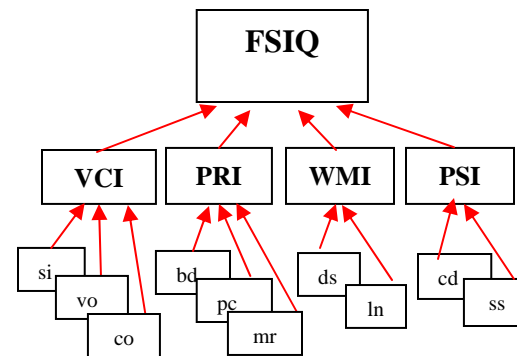 FSIQ
VCI PRI WMI PSI
si bd ds cd
vo pc ln ss
co mr